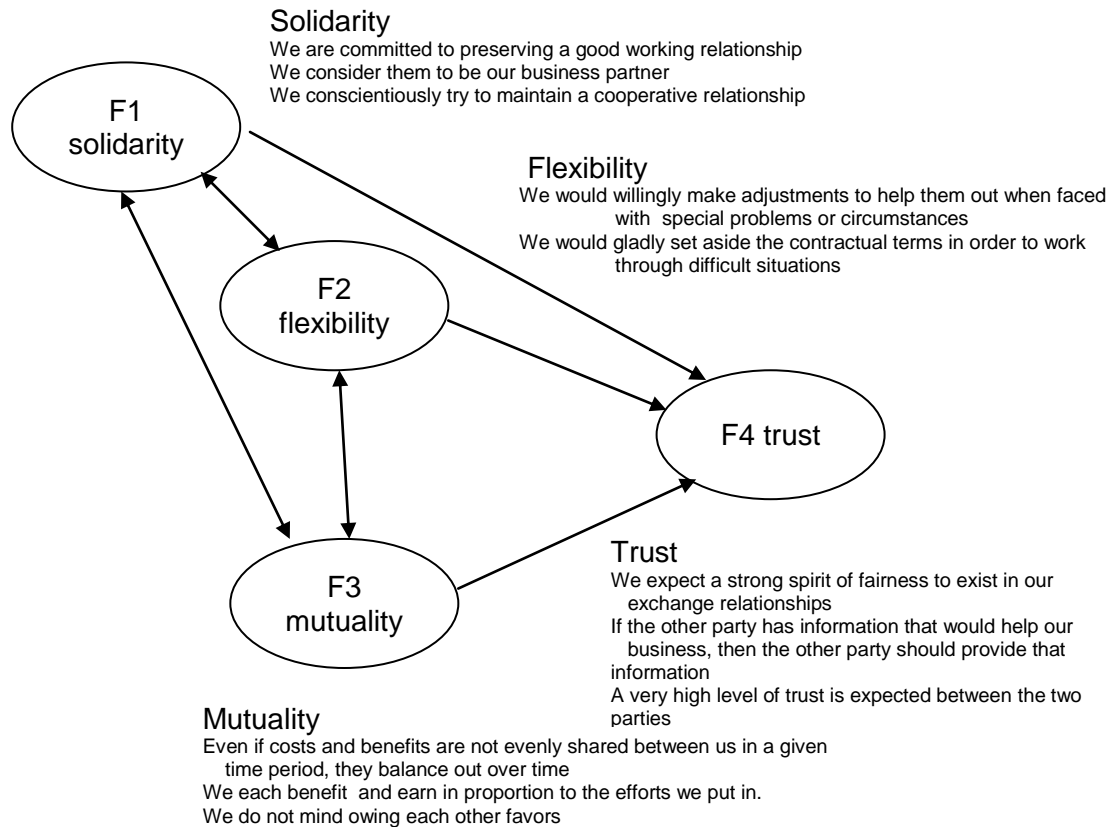 Solidarity
We are committed to preserving a good working relationship
We consider them to be our business partner
We conscientiously try to maintain a cooperative relationship
F1
solidarity
Flexibility
We would willingly make adjustments to help them out when faced
with special problems or circumstances
We would gladly set aside the contractual terms in order to work
through difficult situations
F2
flexibility
F4 trust
F3
mutuality
Trust
We expect a strong spirit of fairness to exist in our
exchange relationships
If the other party has information that would help our
business, then the other party should provide that
information
A very high level of trust is expected between the two
parties
Mutuality
Even if costs and benefits are not evenly shared between us in a given
time period, they balance out over time
We each benefit and earn in proportion to the efforts we put in.
We do not mind owing each other favors